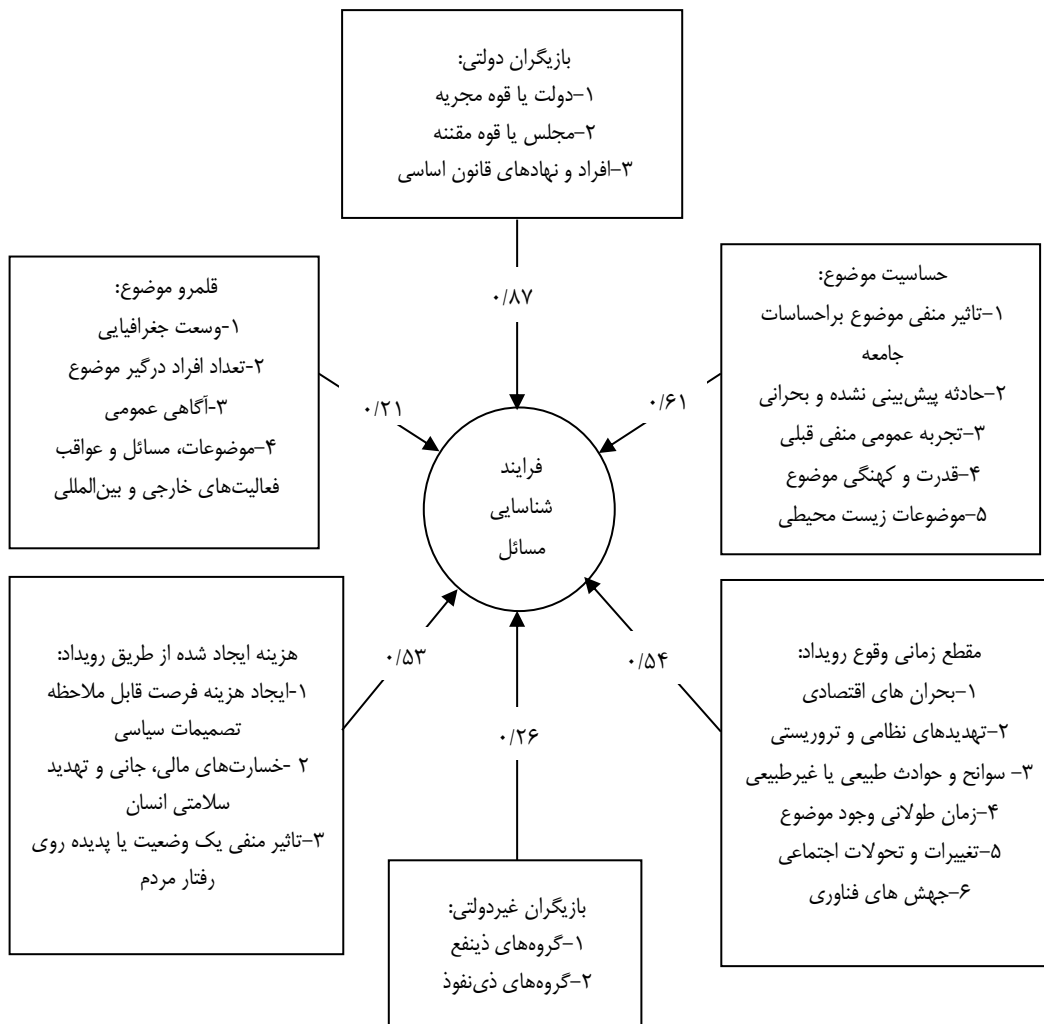 بازیگران دولتی:
۱–دولت یا قوه مجریه
۲–مجلس یا قوه مقننه
۳–افراد و نهادهای قانون اساسی
۰/۸۷
حساسیت موضوع:
۱–تاثیر منفی موضوع براحساسات
جامعه
۲–حادثه پیش‌بینی نشده و بحرانی
۳–تجربه عمومی منفی قبلی
۴–قدرت و کهنگی موضوع
۵–موضوعات زیست محیطی
۰/۶۱
قلمرو موضوع:
۱-وسعت جغرافیایی
۲-تعداد افراد درگیر موضوع
۳-آگاهی عمومی
۴–موضوعات، مسائل و عواقب
فعالیت‌های خارجی و بین‌المللی
۰/۲۱
فرایند
شناسایی
مسائل
مقطع زمانی وقوع رویداد:
۱–بحران های اقتصادی
۲–تهدیدهای نظامی و تروریستی
۳– سوانح و حوادث طبیعی یا غیرطبیعی
۴–زمان طولانی وجود موضوع
۵–تغییرات و تحولات اجتماعی
۶–جهش های فناوری
۰/۵۴
هزینه ایجاد شده از طریق رویداد:
۱-ایجاد هزینه فرصت قابل ملاحظه
تصمیمات سیاسی
۲ -خسارت‌های مالی، جانی و تهدید
سلامتی انسان
۳–تاثیر منفی یک وضعیت یا پدیده روی
رفتار مردم
۰/۵۳
۰/۲۶
بازیگران غیردولتی:
۱–گروه‌های ذینفع
۲–گروه‌های ذی‌نفوذ